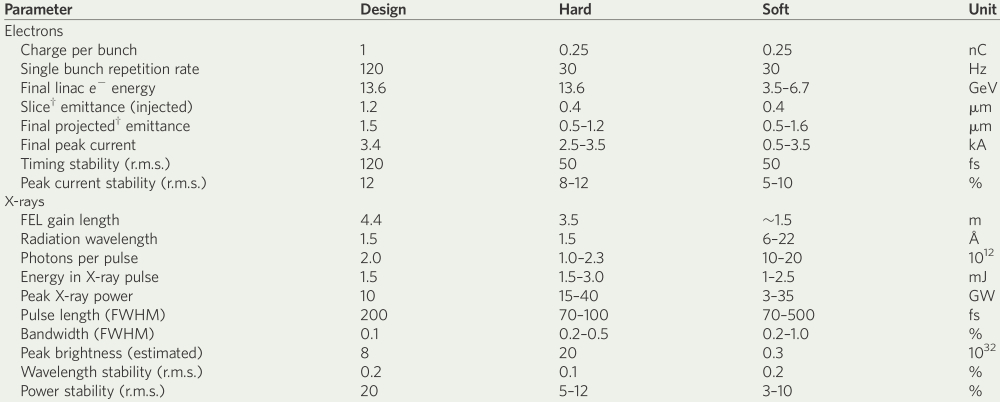 Parameter Design Hard Soft Unit
Electrons
Charge per bunch 1 0.25 0.25 nC
Single bunch repetition rate 120 30 30 Hz
Final linac e⁻ energy 13.6 13.6 3.5–6.7 GeV
Slice† emittance (injected) 1.2 0.4 0.4 μm
Final projected† emittance 1.5 0.5–1.2 0.5–1.6 μm
Final peak current 3.4 2.5–3.5 0.5–3.5 kA
Timing stability (r.m.s.) 120 50 50 fs
Peak current stability (r.m.s.) 12 8–12 5–10 %
X-rays
FEL gain length 4.4 3.5 ~1.5 m
Radiation wavelength 1.5 1.5 6–22 Å
Photons per pulse 2.0 1.0–2.3 10–20 10¹²
Energy in X-ray pulse 1.5 1.5–3.0 1–2.5 mJ
Peak X-ray power 10 15–40 3–35 GW
Pulse length (FWHM) 200 70–100 70–500 fs
Bandwidth (FWHM) 0.1 0.2–0.5 0.2–1.0 %
Peak brightness (estimated) 8 20 0.3 10³²
Wavelength stability (r.m.s.) 0.2 0.1 0.2 %
Power stability (r.m.s.) 20 5–12 3–10 %